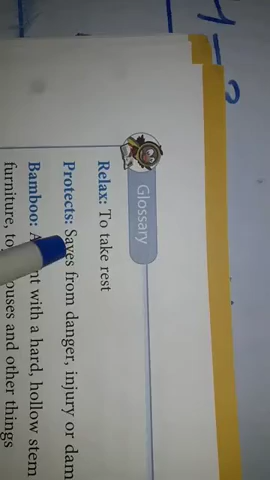 Glossary
Relax: To take rest
Protects: Saves from danger, injury or dam
Bamboo: A nt with a hard, hollow stem
furniture, to ouses and other things